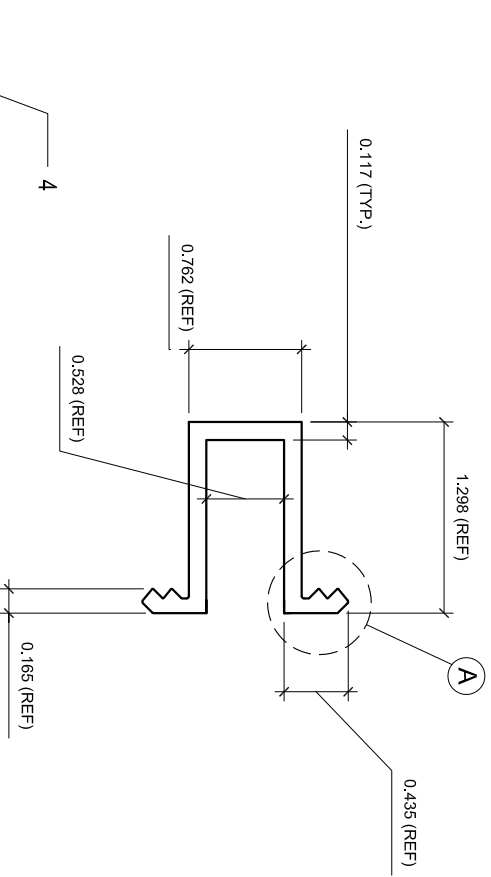 A
0.435 (REF)
1.298 (REF)
0.117 (TYP.)
0.762 (REF)
0.528 (REF)
0.165 (REF)
4